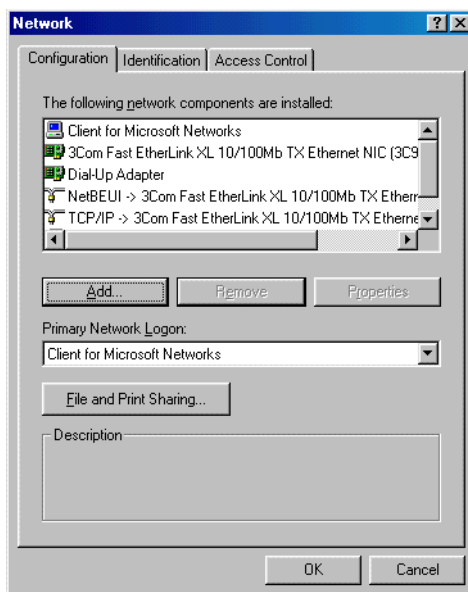 Network
Configuration Identification Access Control
The following network components are installed:
Client for Microsoft Networks
3Com Fast EtherLink XL 10/100Mb TX Ethernet NIC (3C9
Dial-Up Adapter
NetBEUI -> 3Com Fast EtherLink XL 10/100Mb TX Ethern
TCP/IP -> 3Com Fast EtherLink XL 10/100Mb TX Etherne
Add... Remove Properties
Primary Network Logon:
Client for Microsoft Networks
File and Print Sharing...
Description
OK Cancel